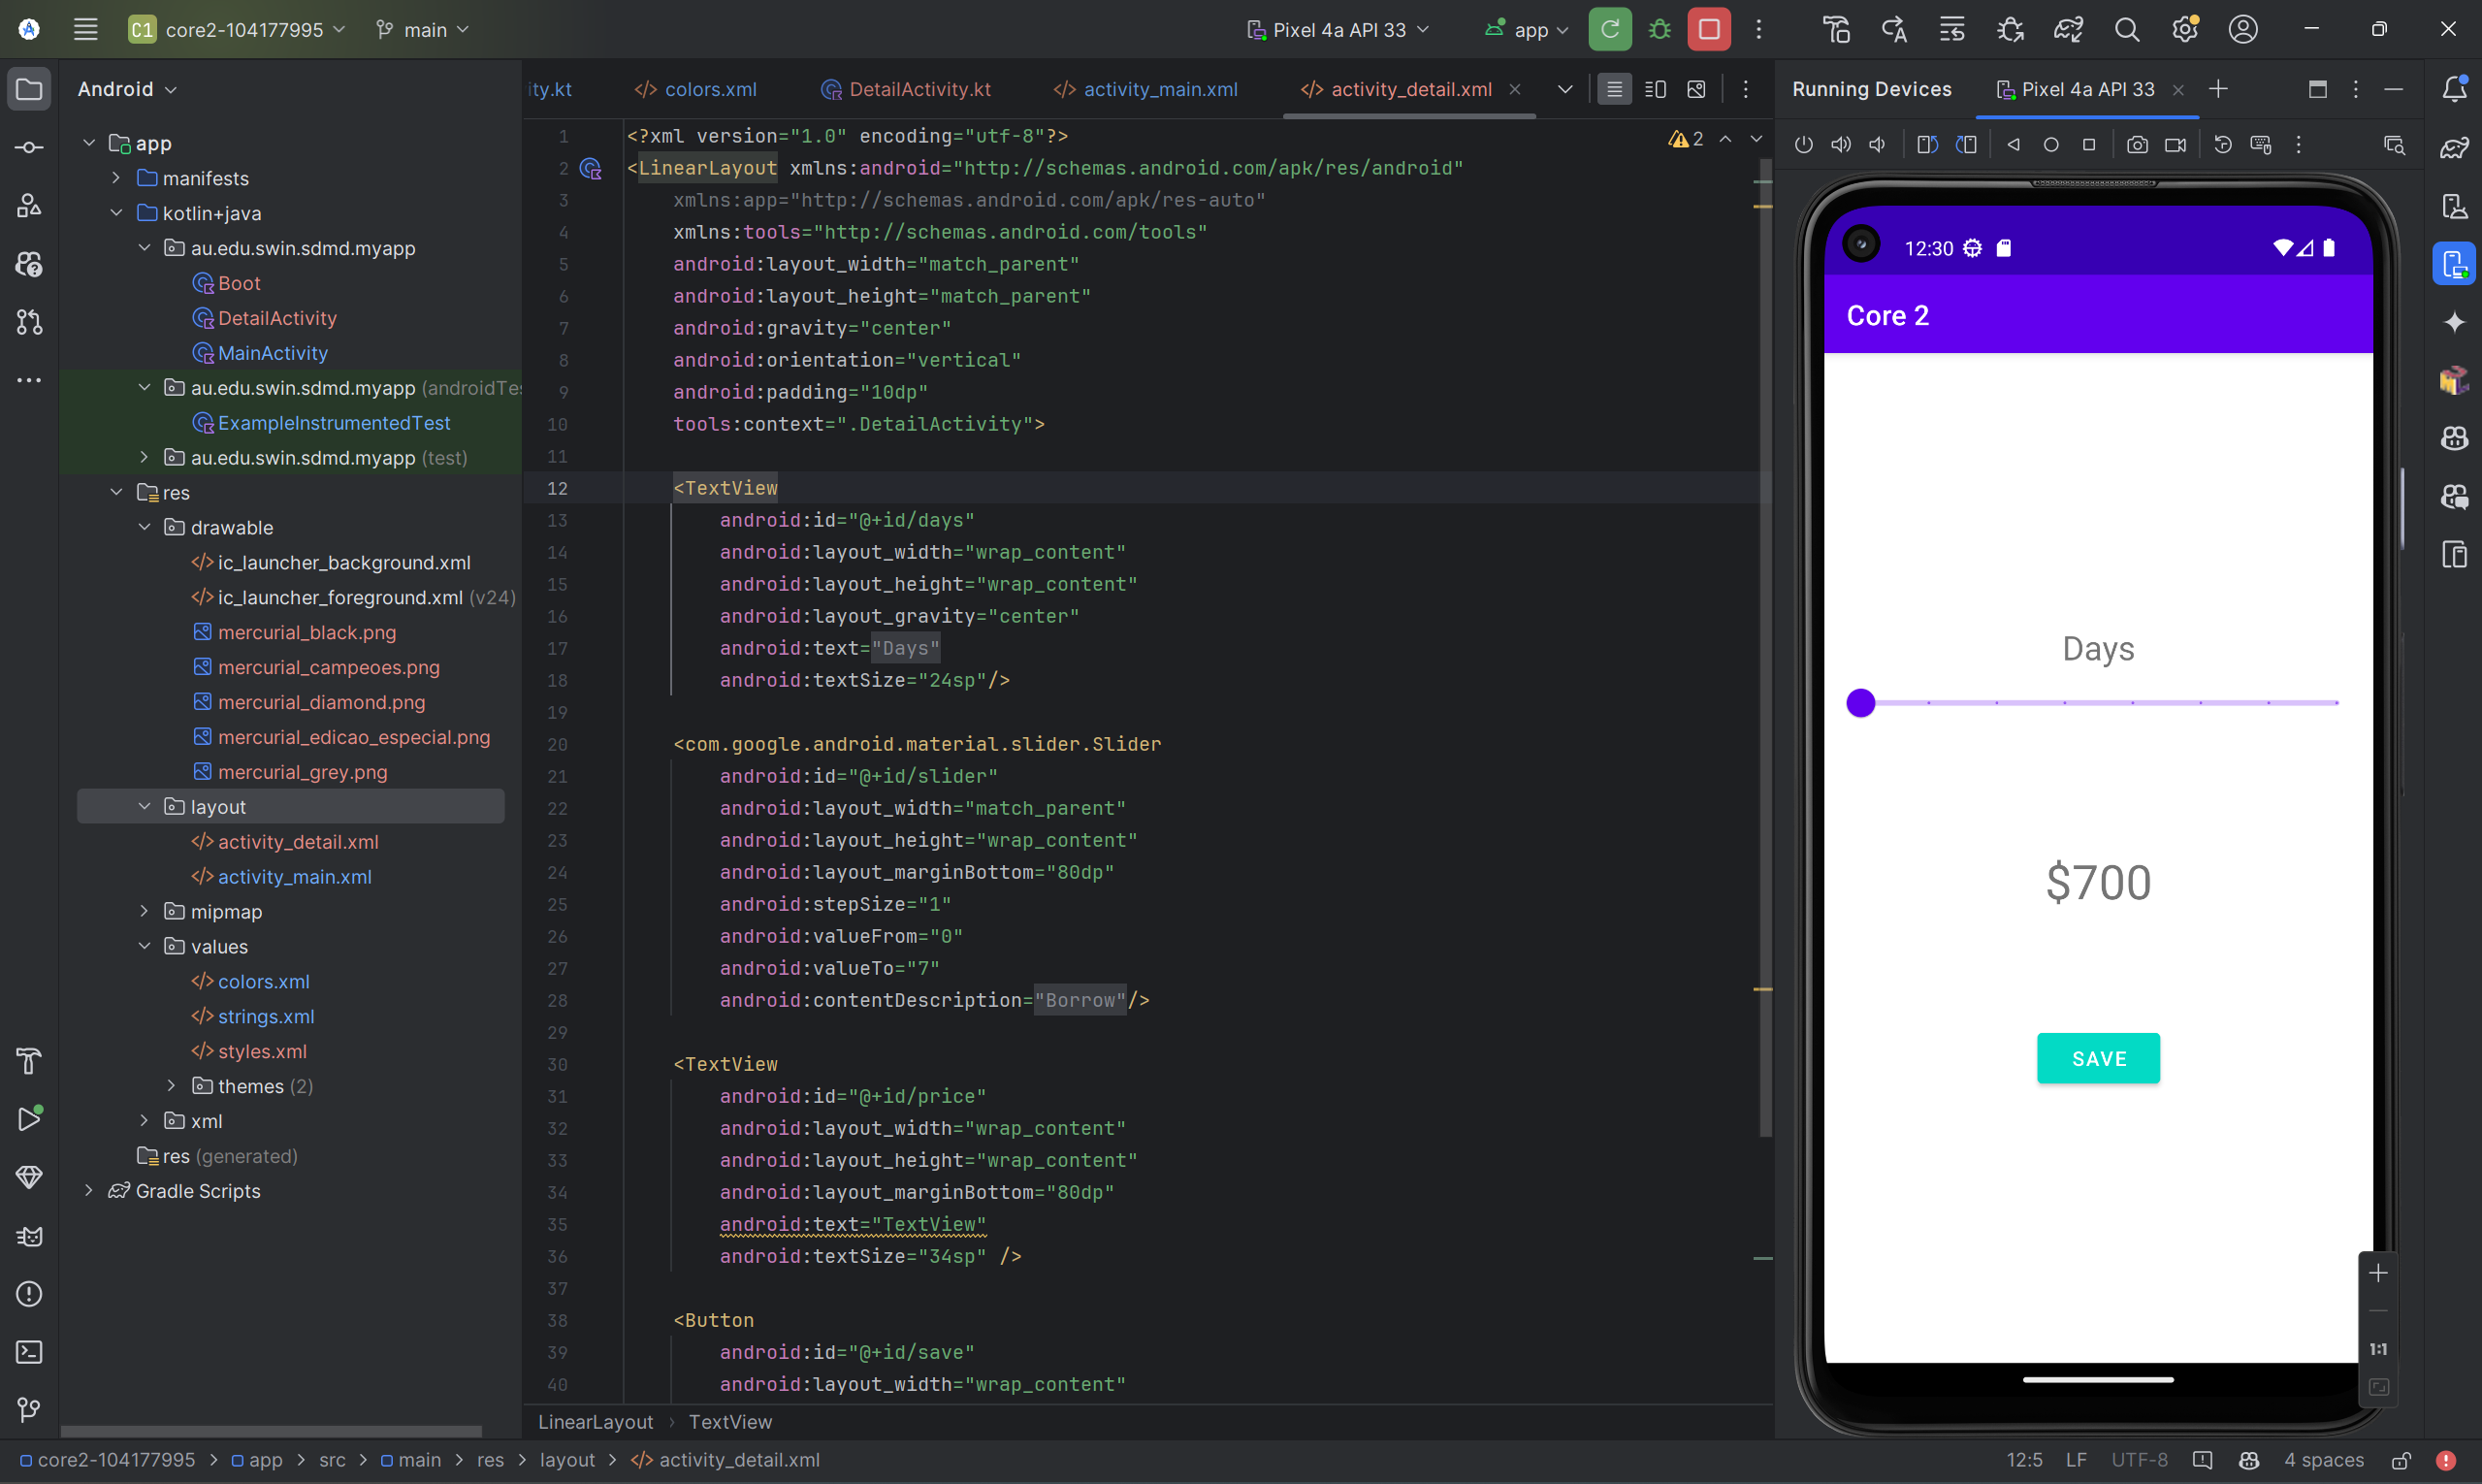 C1 core2-104177995 main Pixel 4a API 33 app
Android
app
manifests
kotlin+java
au.edu.swin.sdmd.myapp
Boot
DetailActivity
MainActivity
au.edu.swin.sdmd.myapp (androidTes
ExampleInstrumentedTest
au.edu.swin.sdmd.myapp (test)
res
drawable
ic_launcher_background.xml
ic_launcher_foreground.xml (v24)
mercurial_black.png
mercurial_campeoes.png
mercurial_diamond.png
mercurial_edicao_especial.png
mercurial_grey.png
layout
activity_detail.xml
activity_main.xml
mipmap
values
colors.xml
strings.xml
styles.xml
themes (2)
xml
res (generated)
Gradle Scripts
ity.kt colors.xml DetailActivity.kt activity_main.xml activity_detail.xml
2
1 <?xml version="1.0" encoding="utf-8"?>
2 <LinearLayout xmlns:android="http://schemas.android.com/apk/res/android"
3 xmlns:app="http://schemas.android.com/apk/res-auto"
4 xmlns:tools="http://schemas.android.com/tools"
5 android:layout_width="match_parent"
6 android:layout_height="match_parent"
7 android:gravity="center"
8 android:orientation="vertical"
9 android:padding="10dp"
10 tools:context=".DetailActivity">
11
12 <TextView
13 android:id="@+id/days"
14 android:layout_width="wrap_content"
15 android:layout_height="wrap_content"
16 android:layout_gravity="center"
17 android:text="Days"
18 android:textSize="24sp"/>
19
20 <com.google.android.material.slider.Slider
21 android:id="@+id/slider"
22 android:layout_width="match_parent"
23 android:layout_height="wrap_content"
24 android:layout_marginBottom="80dp"
25 android:stepSize="1"
26 android:valueFrom="0"
27 android:valueTo="7"
28 android:contentDescription="Borrow"/>
29
30 <TextView
31 android:id="@+id/price"
32 android:layout_width="wrap_content"
33 android:layout_height="wrap_content"
34 android:layout_marginBottom="80dp"
35 android:text="TextView"
36 android:textSize="34sp" />
37
38 <Button
39 android:id="@+id/save"
40 android:layout_width="wrap_content"
LinearLayout › TextView
Running Devices Pixel 4a API 33
12:30
Core 2
Days
$700
SAVE
1:1
core2-104177995 > app > src > main > res > layout > activity_detail.xml
12:5 LF UTF-8 4 spaces